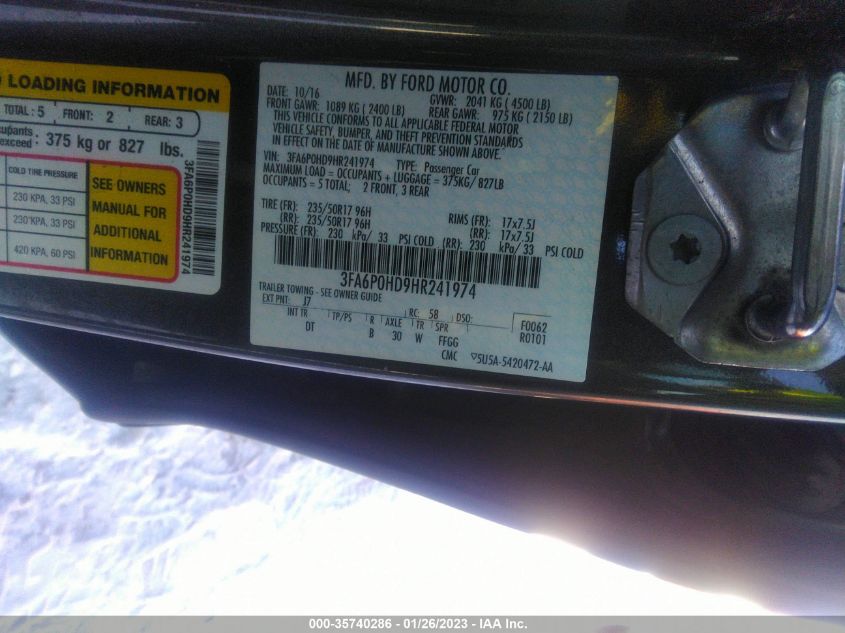 LOADING INFORMATION
TOTAL: 5 FRONT: 2 REAR: 3
exceed: 375 kg or 827 lbs.
COLD TIRE PRESSURE
230 KPA, 33 PSI
230 KPA, 33 PSI
420 KPA, 60 PSI
SEE OWNERS
MANUAL FOR
ADDITIONAL
INFORMATION
3FA6P0HD9HR241974
MFD. BY FORD MOTOR CO.
DATE: 10/16 GVWR: 2041 KG (4500 LB)
FRONT GAWR: 1089 KG (2400 LB) REAR GAWR: 975 KG (2150 LB)
THIS VEHICLE CONFORMS TO ALL APPLICABLE FEDERAL MOTOR
VEHICLE SAFETY, BUMPER, AND THEFT PREVENTION STANDARDS
IN EFFECT ON THE DATE OF MANUFACTURE SHOWN ABOVE.
VIN: 3FA6P0HD9HR241974 TYPE: Passenger Car
MAXIMUM LOAD = OCCUPANTS + LUGGAGE = 375KG/ 827LB
OCCUPANTS = 5 TOTAL, 2 FRONT, 3 REAR
TIRE (FR): 235/50R17 96H RIMS (FR): 17x7.5J
(RR): 235/50R17 96H (RR): 17x7.5J
PRESSURE (FR): 230 kPa/ 33 PSI COLD (RR): 230 kPa/ 33 PSI COLD
3FA6P0HD9HR241974
TRAILER TOWING - SEE OWNER GUIDE
EXT PNT: J7 RC: 58 DSO: F0062
INT TR TP/PS R AXLE TR SPR R0101
DT B 30 W FFGG
CMC 5U5A-5420472-AA
000-35740286 - 01/26/2023 - IAA Inc.